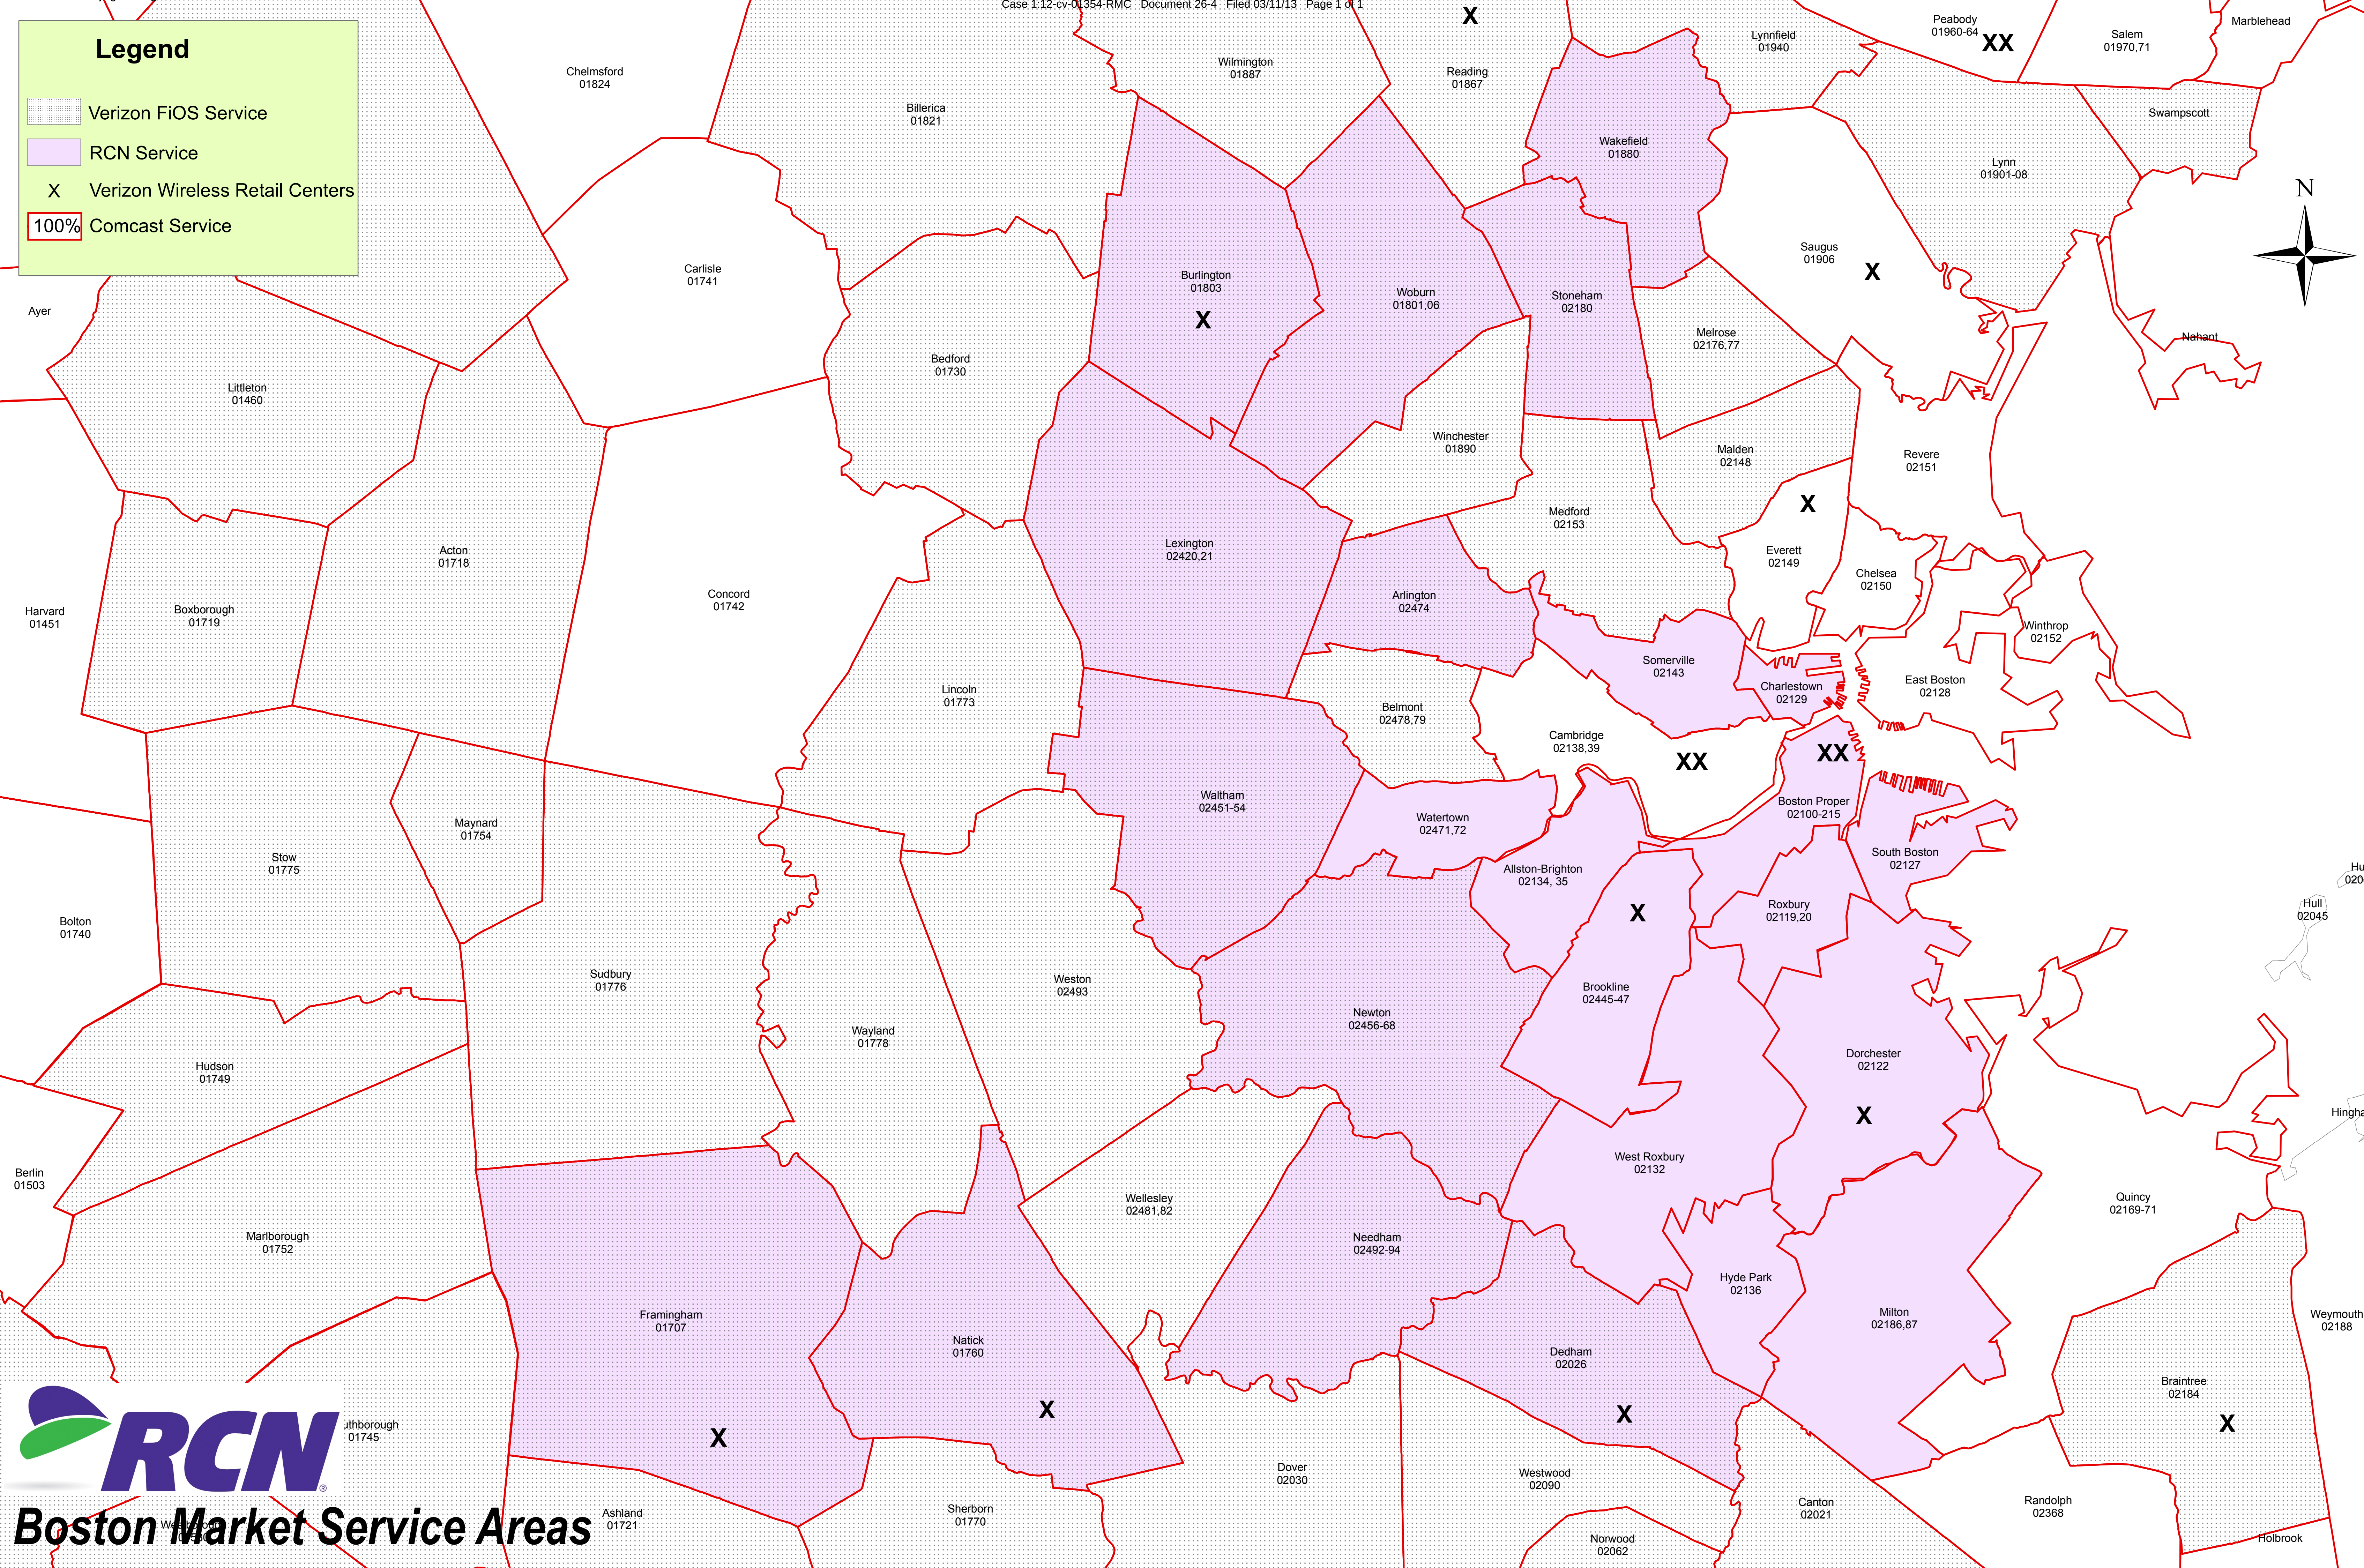 Case 1:12-cv-01354-RMC Document 26-4 Filed 03/11/13 Page 1 of 1
Legend
Verizon FiOS Service
RCN Service
X Verizon Wireless Retail Centers
100% Comcast Service
Chelmsford
01824
Billerica
01821
Wilmington
01887
X
Reading
01867
Wakefield
01880
Lynnfield
01940
Peabody
01960-64
XX
Salem
01970,71
Marblehead
Swampscott
Lynn
01901-08
N
Saugus
01906
X
Nahant
Ayer
Carlisle
01741
Burlington
01803
X
Woburn
01801,06
Stoneham
02180
Melrose
02176,77
Littleton
01460
Bedford
01730
Winchester
01890
Malden
02148
Revere
02151
X
Everett
02149
Medford
02153
Lexington
02420,21
Acton
01718
Chelsea
02150
Harvard
01451
Boxborough
01719
Concord
01742
Arlington
02474
Winthrop
02152
Lincoln
01773
Somerville
02143
Charlestown
02129
East Boston
02128
Belmont
02478,79
Cambridge
02138,39
XX
XX
Boston Proper
02100-215
Waltham
02451-54
Watertown
02471,72
Maynard
01754
Stow
01775
South Boston
02127
Allston-Brighton
02134, 35
Roxbury
02119,20
X
Hu
020
Hull
02045
Bolton
01740
Sudbury
01776
Weston
02493
Brookline
02445-47
Newton
02456-68
Wayland
01778
Dorchester
02122
X
Hudson
01749
Hingha
Berlin
01503
West Roxbury
02132
Wellesley
02481,82
Quincy
02169-71
Marlborough
01752
Needham
02492-94
Hyde Park
02136
Framingham
01707
Natick
01760
Milton
02186,87
Weymouth
02188
Dedham
02026
Braintree
02184
X
X
X
X
RCN®
uthborough
01745
Dover
02030
Westwood
02090
Canton
02021
Randolph
02368
Sherborn
01770
Ashland
01721
Norwood
02062
Holbrook
Boston Market Service Areas